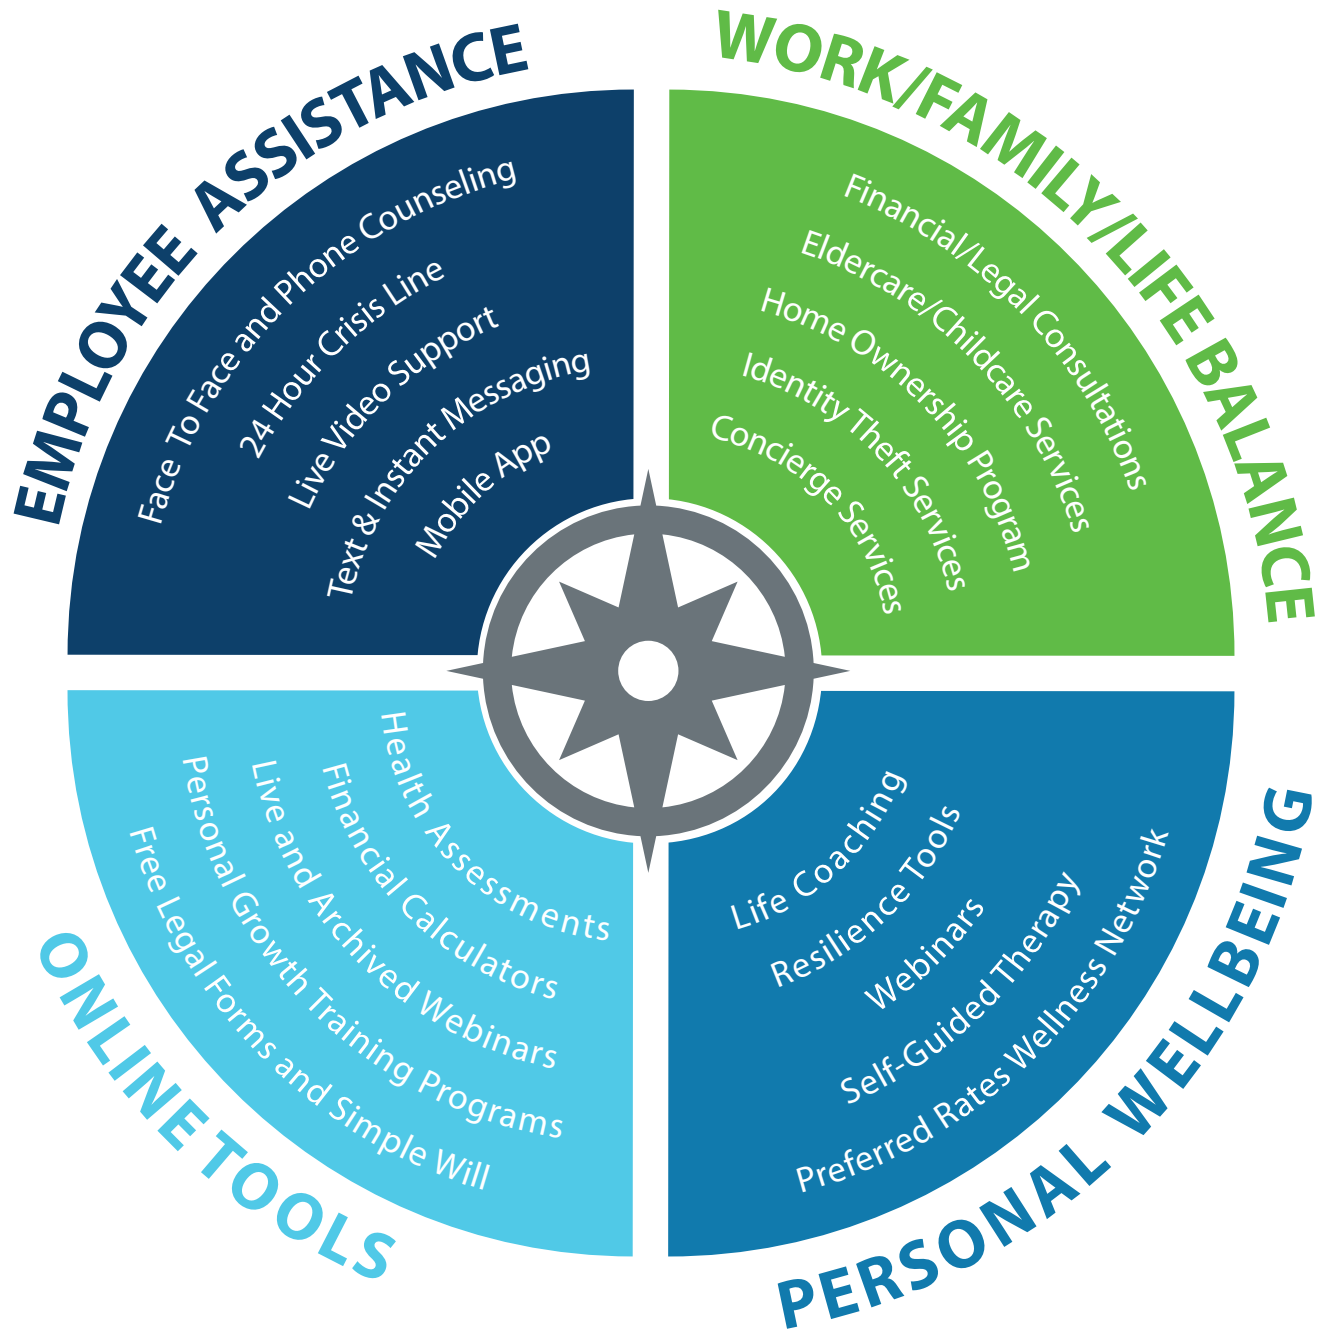 EMPLOYEE ASSISTANCE
Face To Face and Phone Counseling
24 Hour Crisis Line
Live Video Support
Text & Instant Messaging
Mobile App
WORK/FAMILY/LIFE BALANCE
Financial/Legal Consultations
Eldercare/Childcare Services
Home Ownership Program
Identity Theft Services
Concierge Services
ONLINE TOOLS
Health Assessments
Financial Calculators
Live and Archived Webinars
Personal Growth Training Programs
Free Legal Forms and Simple Will
PERSONAL WELLBEING
Life Coaching
Resilience Tools
Webinars
Self-Guided Therapy
Preferred Rates Wellness Network